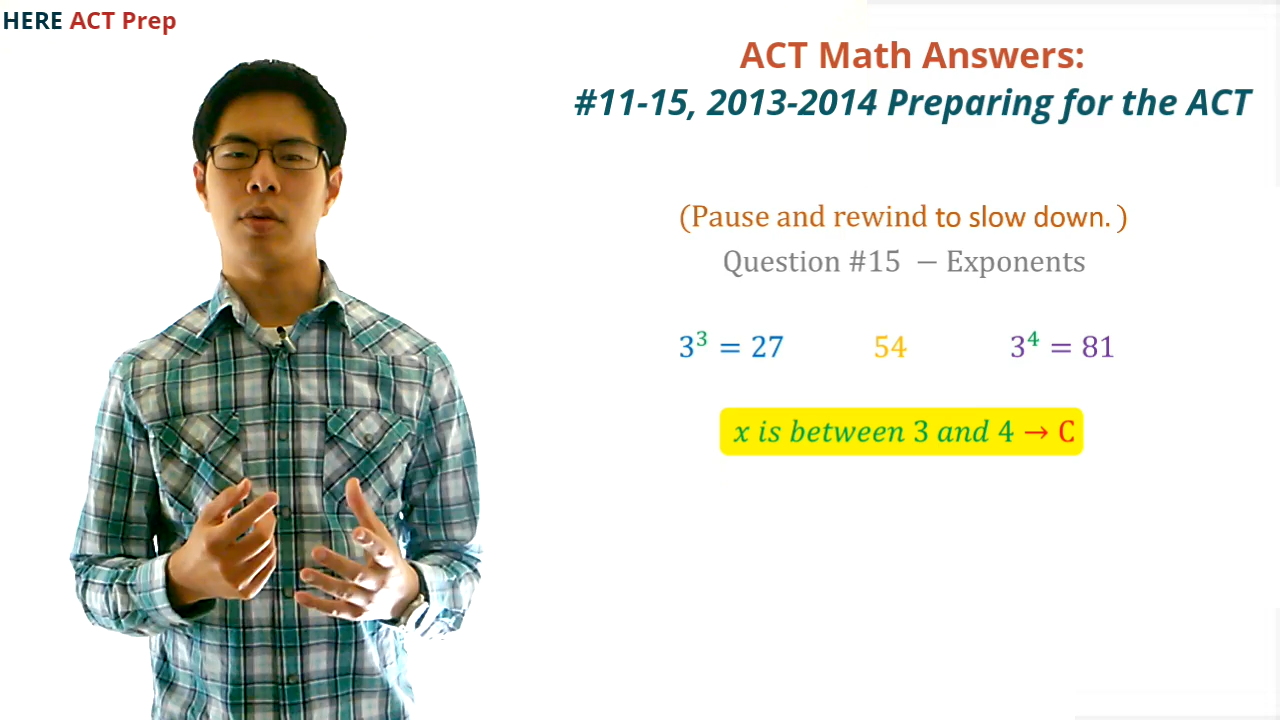 HERE ACT Prep
ACT Math Answers:
#11-15, 2013-2014 Preparing for the ACT
(Pause and rewind to slow down. )
Question #15 − Exponents
3³ = 27 54 3⁴ = 81
x is between 3 and 4 → C